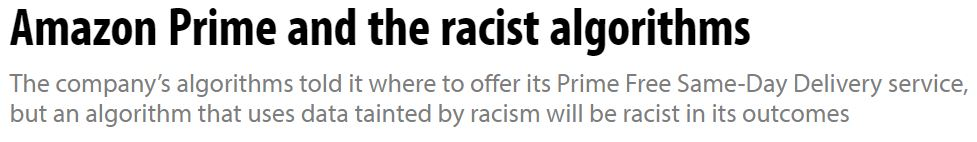 Amazon Prime and the racist algorithms
The company’s algorithms told it where to offer its Prime Free Same-Day Delivery service,
but an algorithm that uses data tainted by racism will be racist in its outcomes